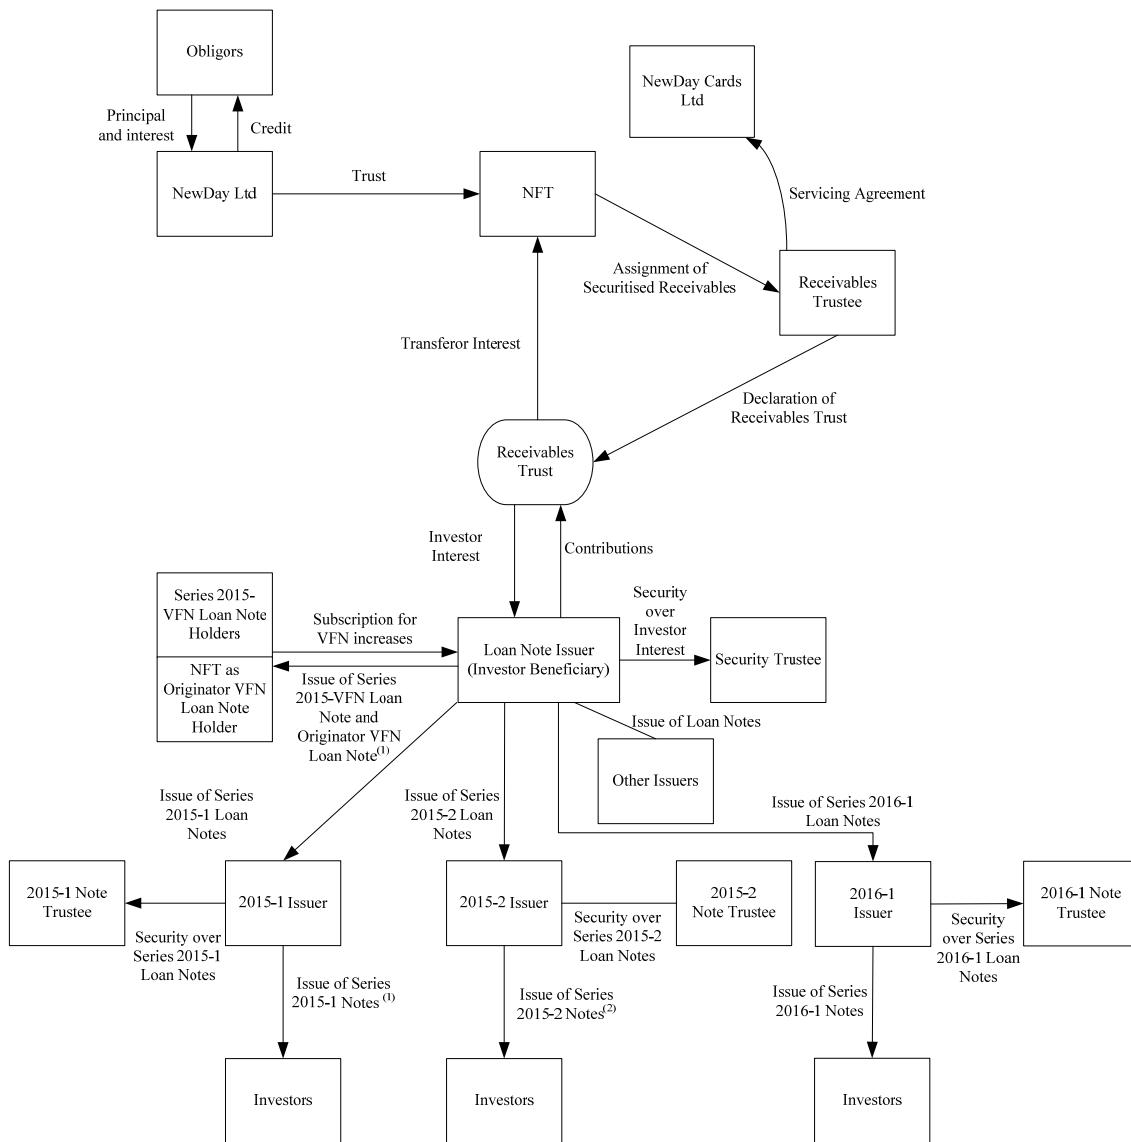 Obligors
NewDay Cards
Ltd
Principal
and interest
Credit
NewDay Ltd
Trust
NFT
Servicing Agreement
Assignment of
Securitised Receivables
Receivables
Trustee
Transferor Interest
Declaration of
Receivables Trust
Receivables
Trust
Investor
Interest
Contributions
Series 2015-
VFN Loan Note
Holders
NFT as
Originator VFN
Loan Note
Holder
Subscription for
VFN increases
Issue of Series
2015-VFN Loan
Note and
Originator VFN
Loan Note(1)
Loan Note Issuer
(Investor Beneficiary)
Security
over
Investor
Interest
Security Trustee
Issue of Loan Notes
Other Issuers
Issue of Series
2015-1 Loan
Notes
Issue of Series
2015-2 Loan
Notes
Issue of Series 2016-1
Loan Notes
2015-1 Note
Trustee
2015-1 Issuer
Security over
Series 2015-1
Loan Notes
2015-2 Issuer
Security over
Series 2015-2
Loan Notes
2015-2
Note Trustee
2016-1
Issuer
Security
over Series
2016-1 Loan
Notes
2016-1 Note
Trustee
Issue of Series
2015-1 Notes (1)
Issue of Series
2015-2 Notes(2)
Issue of Series
2016-1 Notes
Investors
Investors
Investors